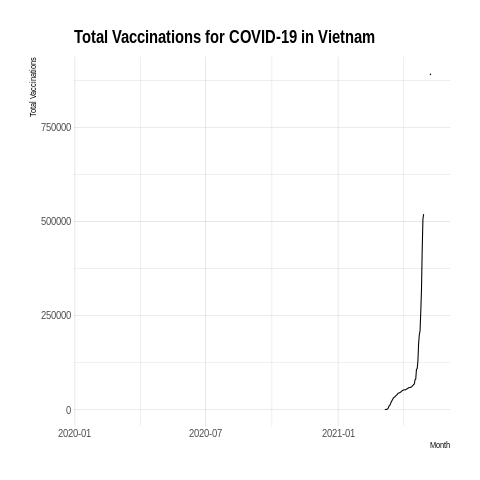 Total Vaccinations for COVID-19 in Vietnam
Total Vaccinations
750000
500000
250000
0
2020-01 2020-07 2021-01
Month